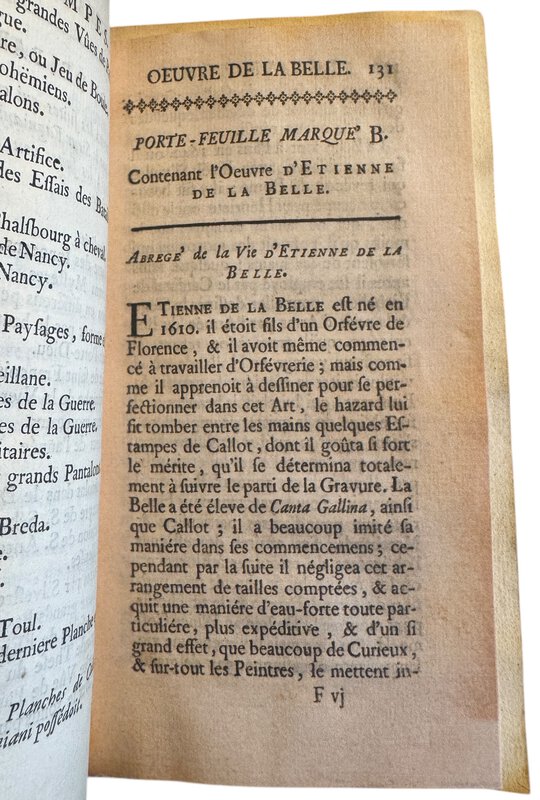 grandes Vûes de
ou Jeu de
ohëmiens.
alons.
Artifice.
des Essais des
halsbourg à cheval.
de Nancy.
Nancy.
Paysages, forme
eillane.
es de la Guerre.
es de la Guerre.
itaires.
grands Pantalons
Breda.
Toul.
derniere Planche
Planches de
possédoit.
OEUVRE DE LA BELLE. 131
PORTE-FEUILLE MARQUE' B.
Contenant l'Oeuvre D'ETIENNE
DE LA BELLE.
ABREGE' de la Vie D'ETIENNE DE LA
BELLE.
ETIENNE DE LA BELLE est né en
1610. il étoit fils d'un Orfévre de
Florence, & il avoit même commen-
cé à travailler d'Orfévrerie; mais com-
me il apprenoit à dessiner pour se per-
fectionner dans cet Art, le hazard lui
fit tomber entre les mains quelques Es-
tampes de Callot, dont il goûta si fort
le mérite, qu'il se détermina totale-
ment à suivre le parti de la Gravure. La
Belle a été éleve de Canta Gallina, ainsi
que Callot; il a beaucoup imité sa
maniére dans ses commencemens; ce-
pendant par la suite il négligea cet ar-
rangement de tailles comptées, & ac-
quit une maniére d'eau-forte toute par-
ticuliére, plus expéditive, & d'un si
grand effet, que beaucoup de Curieux,
& sur-tout les Peintres, le mettent in-
F vj